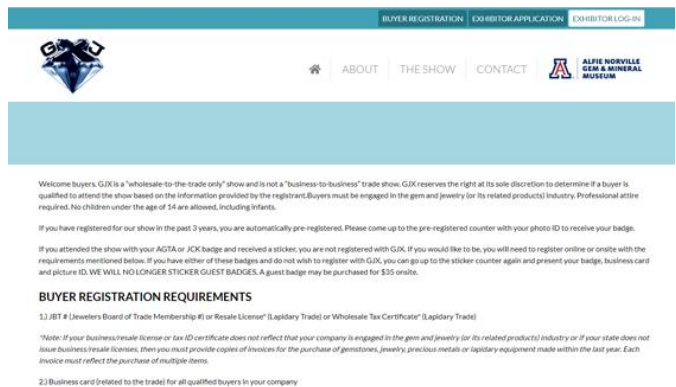 BUYER REGISTRATION EXHIBITOR APPLICATION EXHIBITOR LOG-IN
GJX
ABOUT THE SHOW CONTACT
A
ALFIE NORVILLE
GEM & MINERAL
MUSEUM
Welcome buyers. GJX is a "wholesale-to-the-trade only" show and is not a "business-to-business" trade show. GJX reserves the right at its sole discretion to determine if a buyer is
qualified to attend the show based on the information provided by the registrant.Buyers must be engaged in the gem and jewelry (or its related products) industry. Professional attire
required. No children under the age of 14 are allowed, including infants.
If you have registered for our show in the past 3 years, you are automatically pre-registered. Please come up to the pre-registered counter with your photo ID to receive your badge.
If you attended the show with your AGTA or JCK badge and received a sticker, you are not registered with GJX. If you would like to be, you will need to register online or onsite with the
requirements mentioned below. If you have either of these badges and do not wish to register with GJX, you can go up to the sticker counter again and present your badge, business card
and picture ID. WE WILL NO LONGER STICKER GUEST BADGES. A guest badge may be purchased for $35 onsite.
BUYER REGISTRATION REQUIREMENTS
1.) JBT # (Jewelers Board of Trade Membership #) or Resale License* (Lapidary Trade) or Wholesale Tax Certificate* (Lapidary Trade)
*Note: If your business/resale license or tax ID certificate does not reflect that your company is engaged in the gem and jewelry (or its related products) industry or if your state does not
issue business/resale licenses, then you must provide copies of invoices for the purchase of gemstones, jewelry, precious metals or lapidary equipment made within the last year. Each
invoice must reflect the purchase of multiple items.
2.) Business card (related to the trade) for all qualified buyers in your company